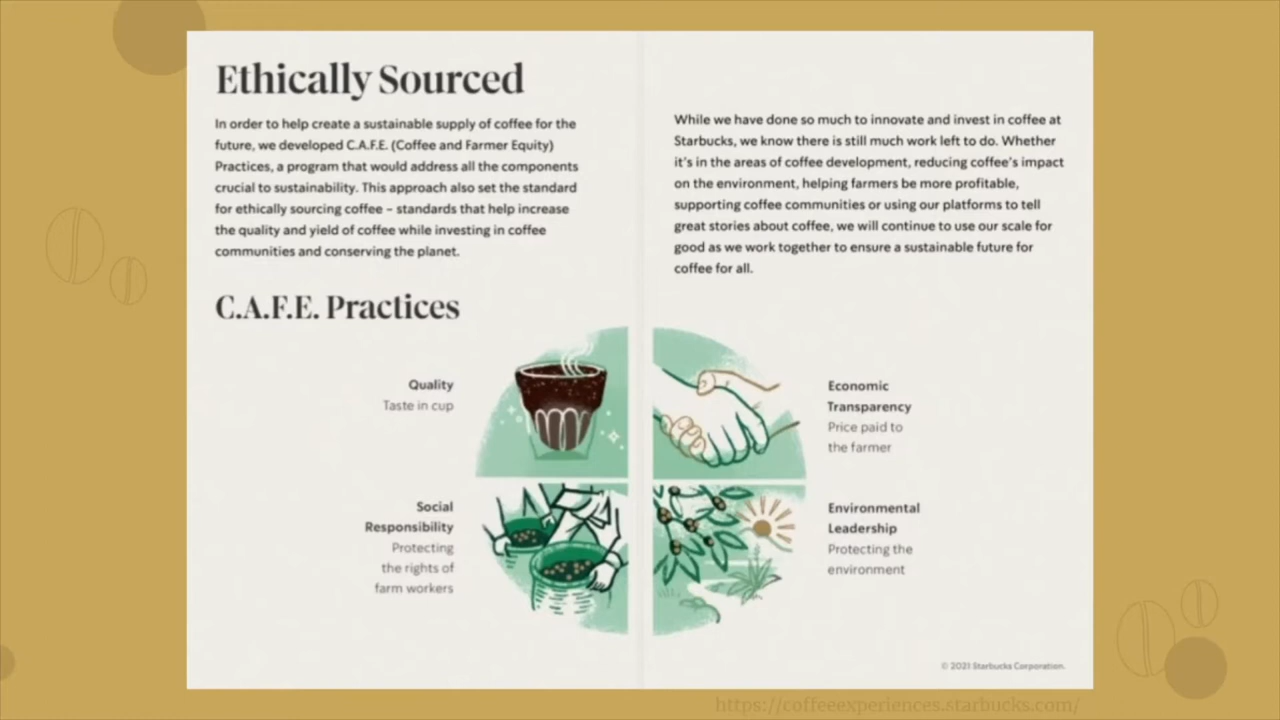 Ethically Sourced
In order to help create a sustainable supply of coffee for the
future, we developed C.A.F.E. (Coffee and Farmer Equity)
Practices, a program that would address all the components
crucial to sustainability. This approach also set the standard
for ethically sourcing coffee – standards that help increase
the quality and yield of coffee while investing in coffee
communities and conserving the planet.
While we have done so much to innovate and invest in coffee at
Starbucks, we know there is still much work left to do. Whether
it's in the areas of coffee development, reducing coffee's impact
on the environment, helping farmers be more profitable,
supporting coffee communities or using our platforms to tell
great stories about coffee, we will continue to use our scale for
good as we work together to ensure a sustainable future for
coffee for all.
C.A.F.E. Practices
Quality
Taste in cup
Economic
Transparency
Price paid to
the farmer
Social
Responsibility
Protecting
the rights of
farm workers
Environmental
Leadership
Protecting the
environment
© 2021 Starbucks Corporation.
https://coffeeexperiences.starbucks.com/